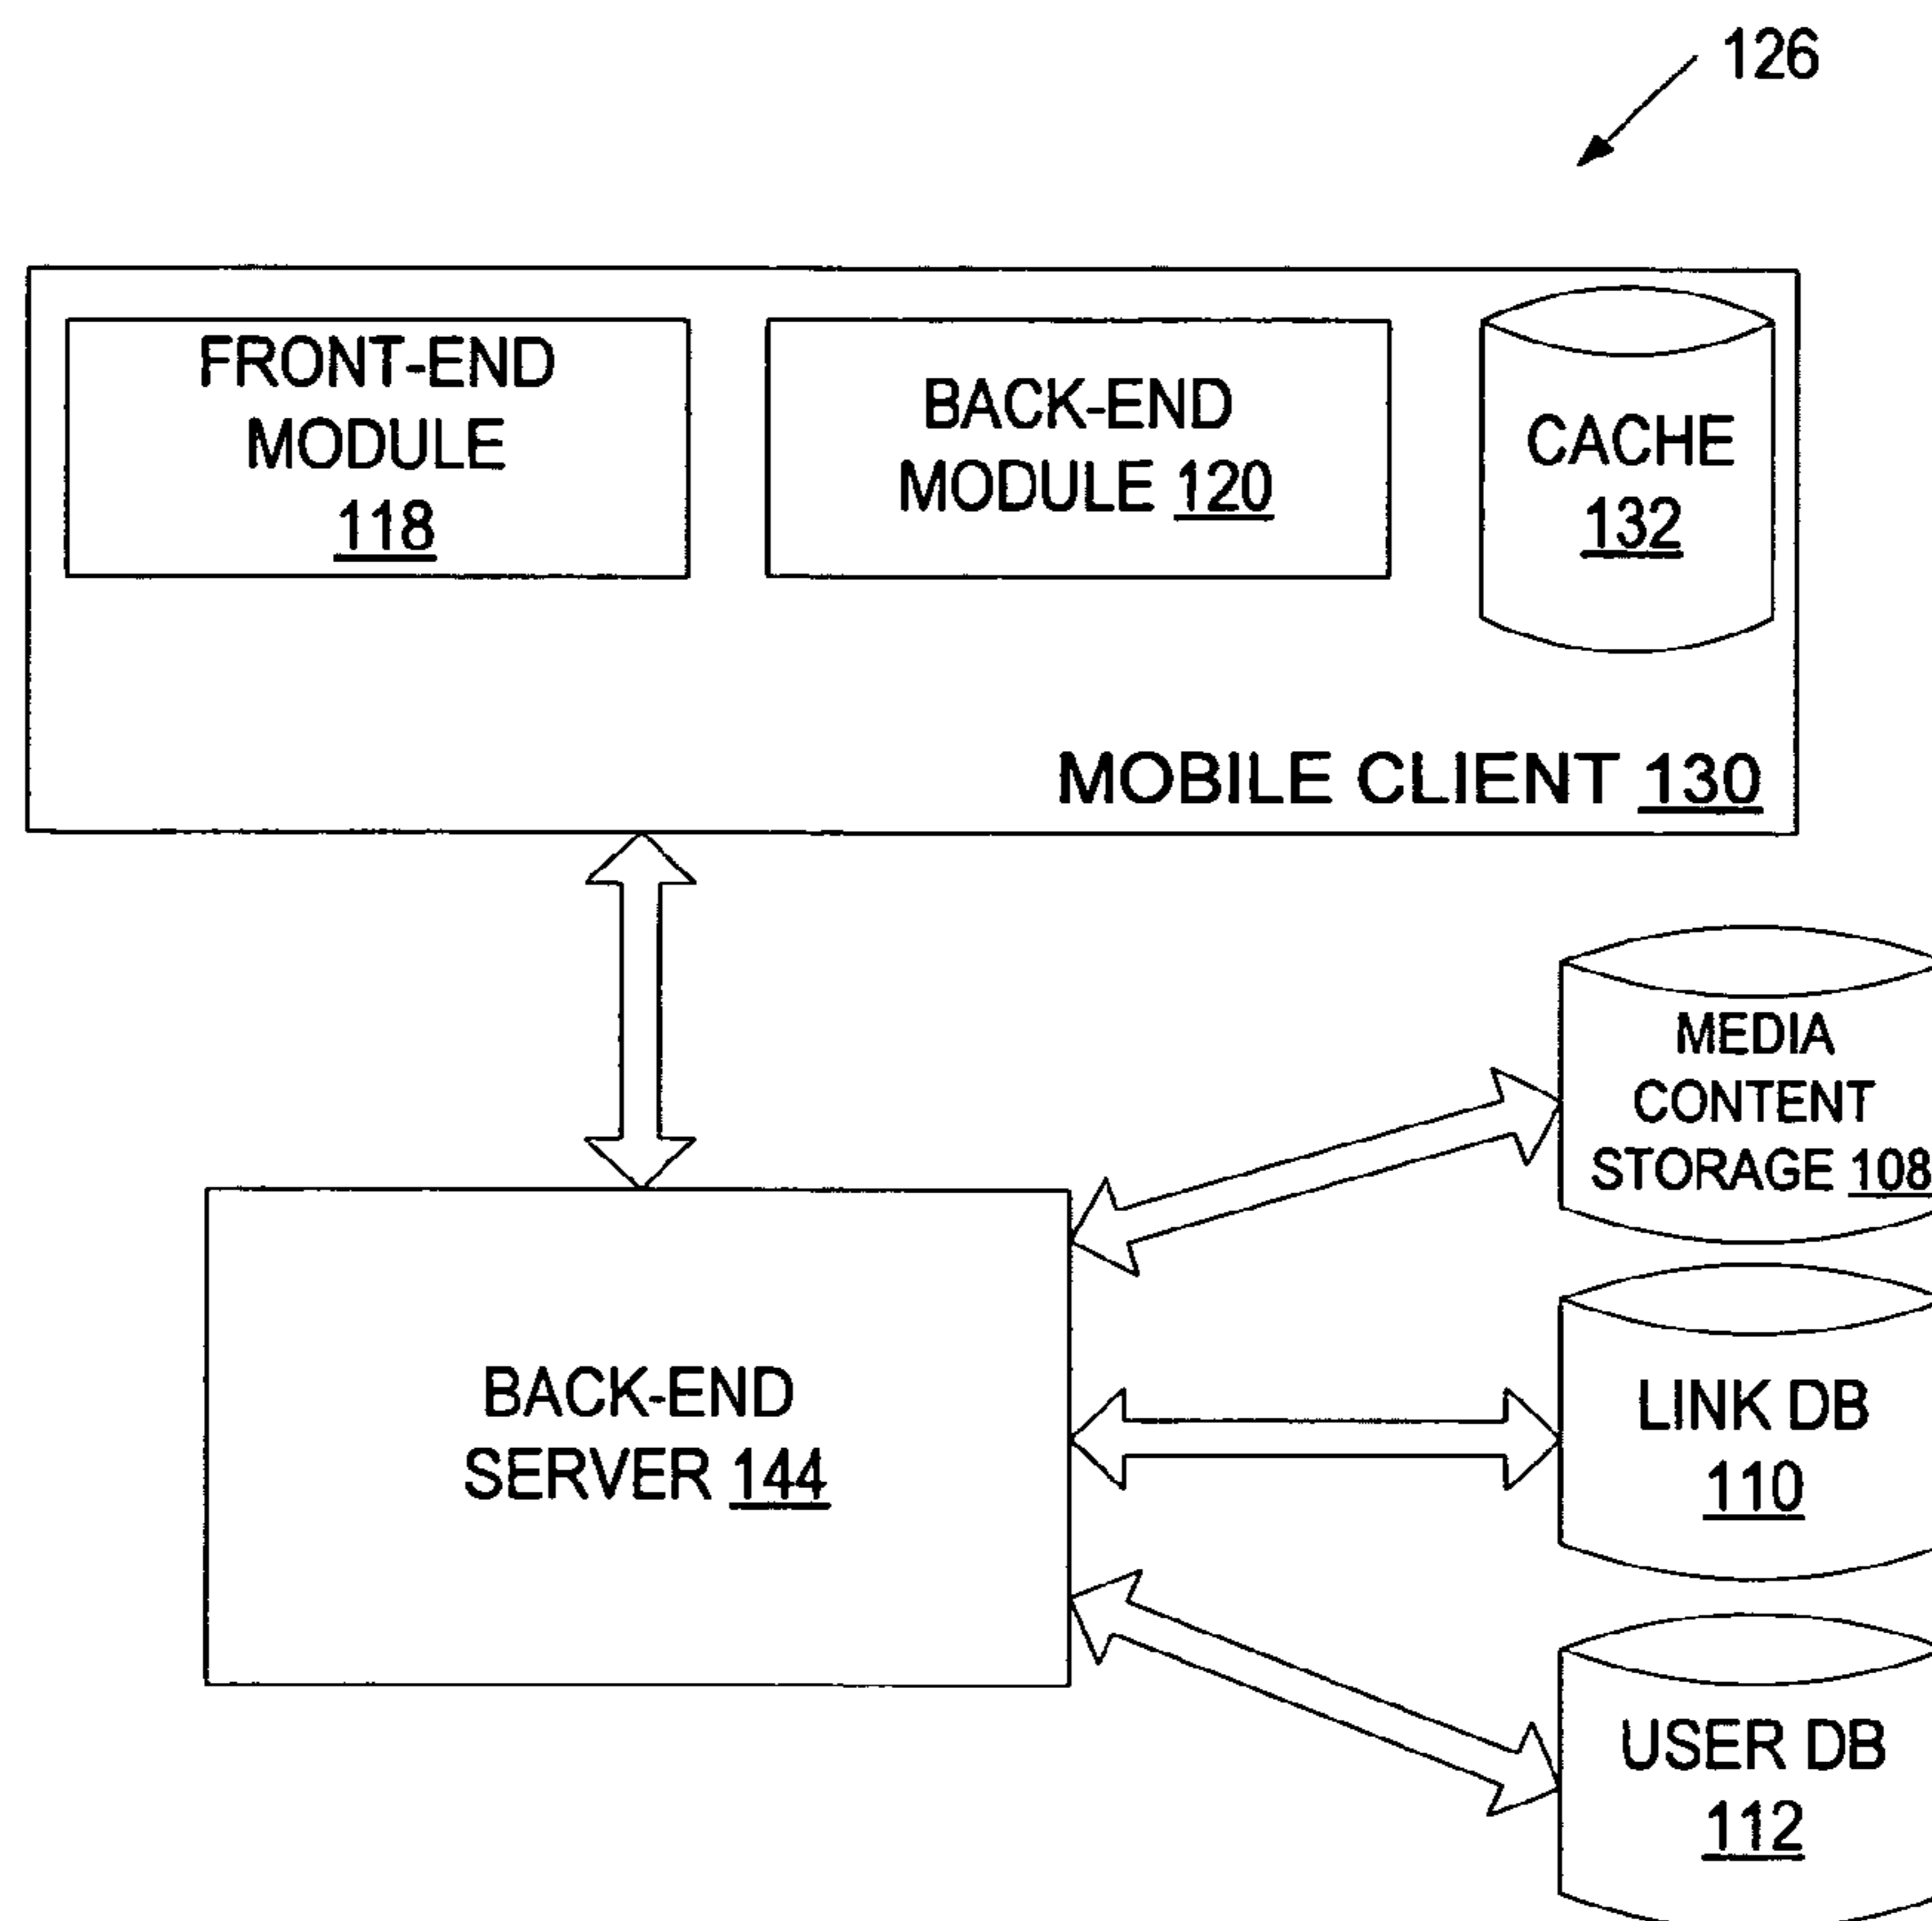 126
FRONT-END
MODULE
118
BACK-END
MODULE 120
CACHE
132
MOBILE CLIENT 130
MEDIA
CONTENT
STORAGE 108
BACK-END
SERVER 144
LINK DB
110
USER DB
112